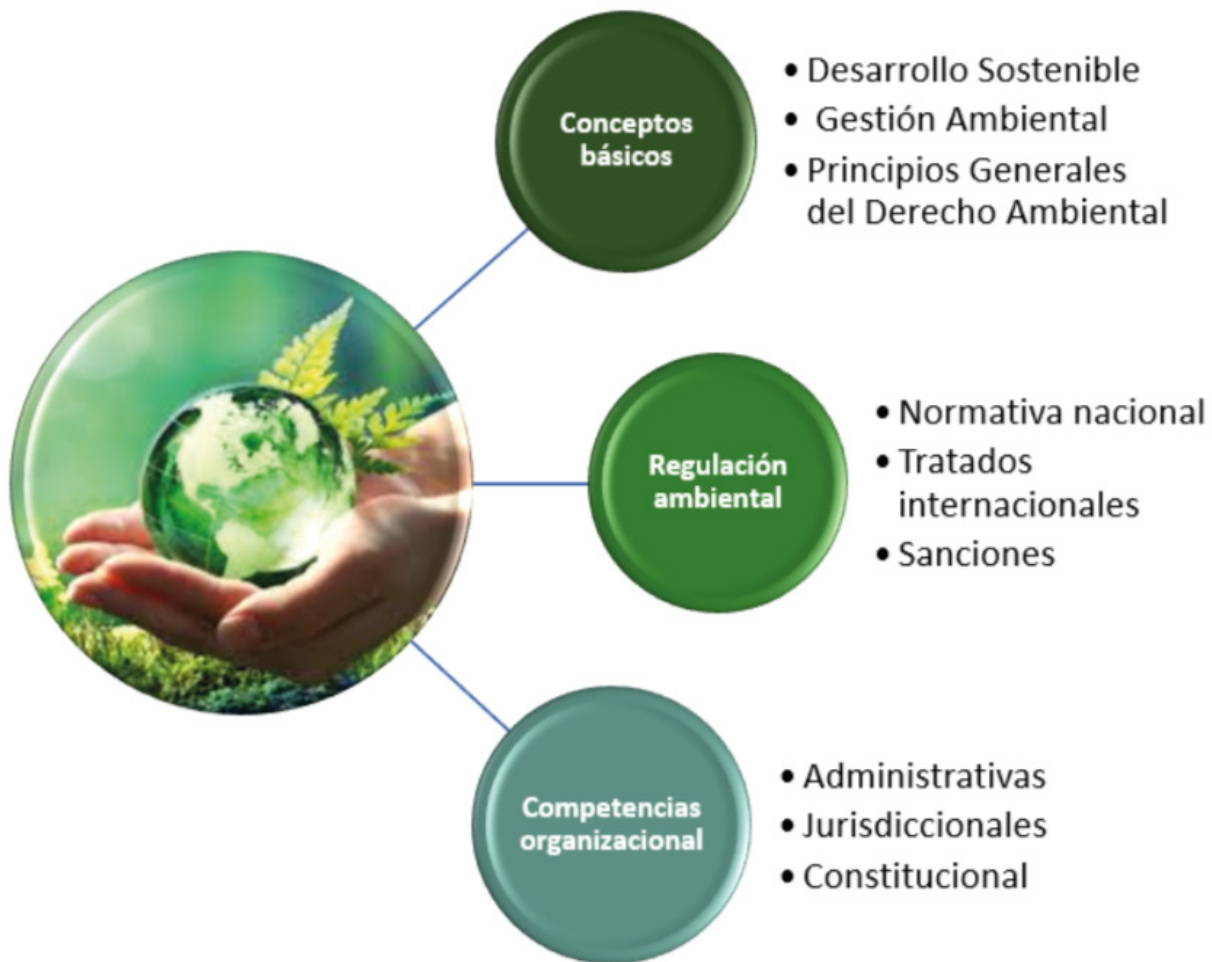 Conceptos
básicos
• Desarrollo Sostenible
• Gestión Ambiental
• Principios Generales
del Derecho Ambiental
Regulación
ambiental
• Normativa nacional
• Tratados
internacionales
• Sanciones
Competencias
organizacional
• Administrativas
• Jurisdiccionales
• Constitucional